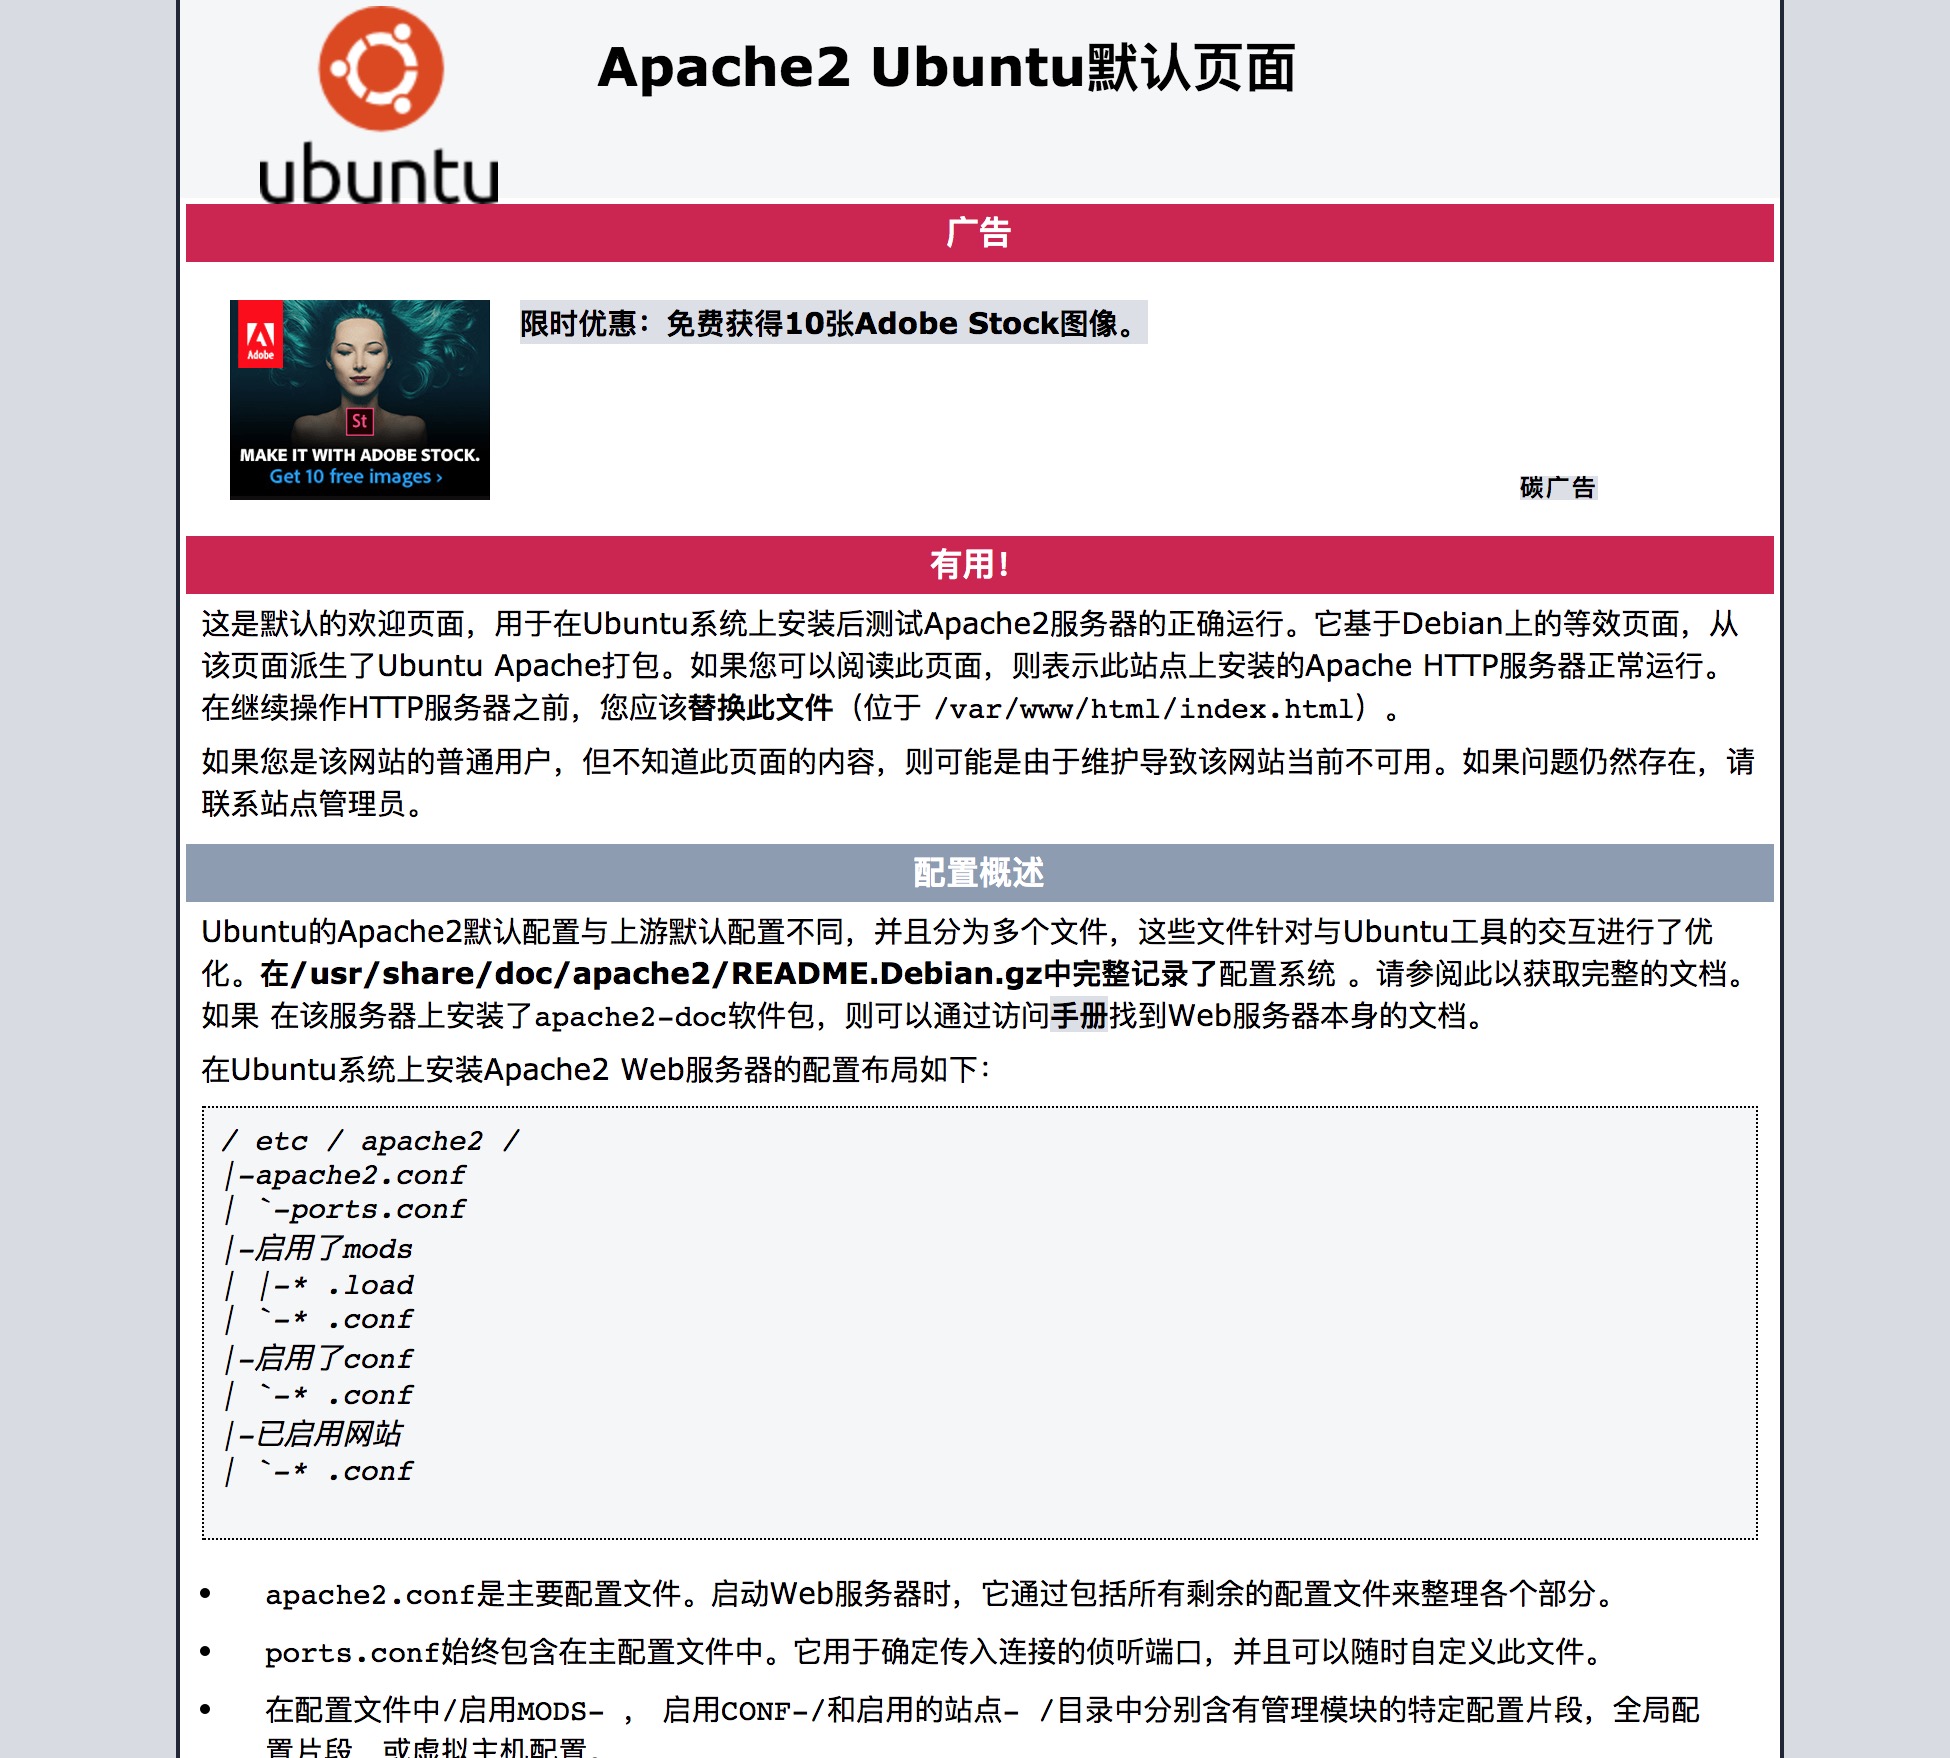 ubuntu
Apache2 Ubuntu默认页面
广告
Adobe
St
MAKE IT WITH ADOBE STOCK.
Get 10 free images ›
限时优惠：免费获得10张Adobe Stock图像。
碳广告
有用！
这是默认的欢迎页面，用于在Ubuntu系统上安装后测试Apache2服务器的正确运行。它基于Debian上的等效页面，从
该页面派生了Ubuntu Apache打包。如果您可以阅读此页面，则表示此站点上安装的Apache HTTP服务器正常运行。
在继续操作HTTP服务器之前，您应该替换此文件（位于 /var/www/html/index.html）。
如果您是该网站的普通用户，但不知道此页面的内容，则可能是由于维护导致该网站当前不可用。如果问题仍然存在，请
联系站点管理员。
配置概述
Ubuntu的Apache2默认配置与上游默认配置不同，并且分为多个文件，这些文件针对与Ubuntu工具的交互进行了优
化。在/usr/share/doc/apache2/README.Debian.gz中完整记录了配置系统 。请参阅此以获取完整的文档。
如果 在该服务器上安装了apache2-doc软件包，则可以通过访问手册找到Web服务器本身的文档。
在Ubuntu系统上安装Apache2 Web服务器的配置布局如下：
/ etc / apache2 /
|-apache2.conf
| `-ports.conf
|-启用了mods
| |-* .load
| `-* .conf
|-启用了conf
| `-* .conf
|-已启用网站
| `-* .conf
• apache2.conf是主要配置文件。启动Web服务器时，它通过包括所有剩余的配置文件来整理各个部分。
• ports.conf始终包含在主配置文件中。它用于确定传入连接的侦听端口，并且可以随时自定义此文件。
• 在配置文件中/启用MODS- ， 启用CONF-/和启用的站点- /目录中分别含有管理模块的特定配置片段，全局配
置片段，或虚拟主机配置。